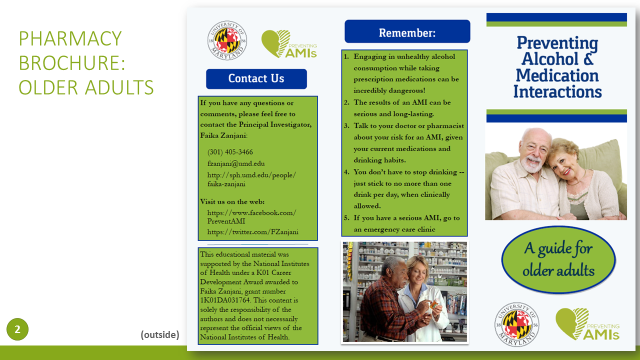 PHARMACY
BROCHURE:
OLDER ADULTS
2
(outside)
UNIVERSITY OF
MARYLAND
PREVENTING
AMIs
Contact Us
If you have any questions or
comments, please feel free to
contact the Principal Investigator,
Faika Zanjani.
(301) 405-3466
fzanjani@umd.edu
http://sph.umd.edu/people/
faika-zanjani
Visit us on the web:
https://www.facebook.com/
PreventAMI
https://twitter.com/FZanjani
This educational material was
supported by the National Institutes
of Health under a K01 Career
Development Award awarded to
Faika Zanjani, grant number
1K01DA031764. This content is
solely the responsibility of the
authors and does not necessarily
represent the official views of the
National Institutes of Health.
Remember:
1. Engaging in unhealthy alcohol
consumption while taking
prescription medications can be
incredibly dangerous!
2. The results of an AMI can be
serious and long-lasting.
3. Talk to your doctor or pharmacist
about your risk for an AMI, given
your current medications and
drinking habits.
4. You don't have to stop drinking --
just stick to no more than one
drink per day, when clinically
allowed.
5. If you have a serious AMI, go to
an emergency care clinic
Preventing
Alcohol &
Medication
Interactions
A guide for
older adults
UNIVERSITY OF
MARYLAND
PREVENTING
AMIs